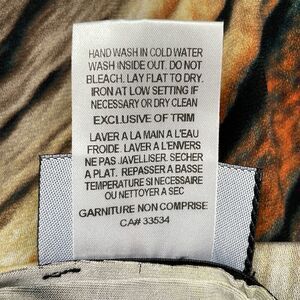 HAND WASH IN COLD WATER
WASH INSIDE OUT. DO NOT
BLEACH. LAY FLAT TO DRY.
IRON AT LOW SETTING IF
NECESSARY OR DRY CLEAN
EXCLUSIVE OF TRIM
LAVER A LA MAIN A L'EAU
FROIDE. LAVER A L'ENVERS
NE PAS JAVELLISER. SECHER
A PLAT. REPASSER A BASSE
TEMPERATURE SI NECESSAIRE
OU NETTOYER A SEC
GARNITURE NON COMPRISE
CA# 33534